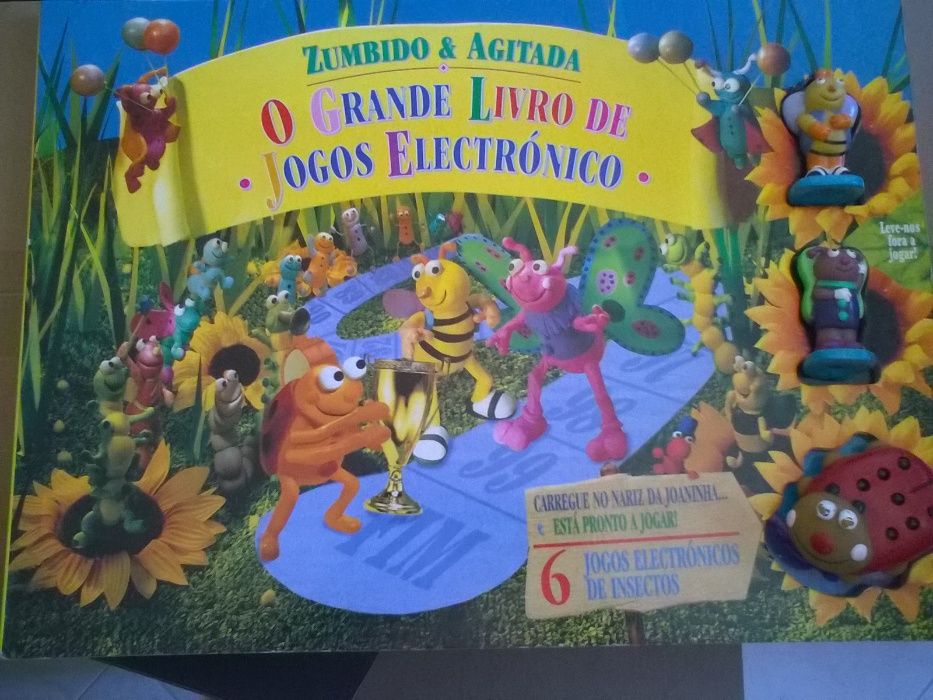 ZUMBIDO & AGITADA
O GRANDE LIVRO DE
JOGOS ELECTRÓNICO
Leve-nos
fora a
jogar!
CARREGUE NO NARIZ DA JOANINHA...
E ESTÁ PRONTO A JOGAR!
6 JOGOS ELECTRÓNICOS
DE INSECTOS
99
FIM